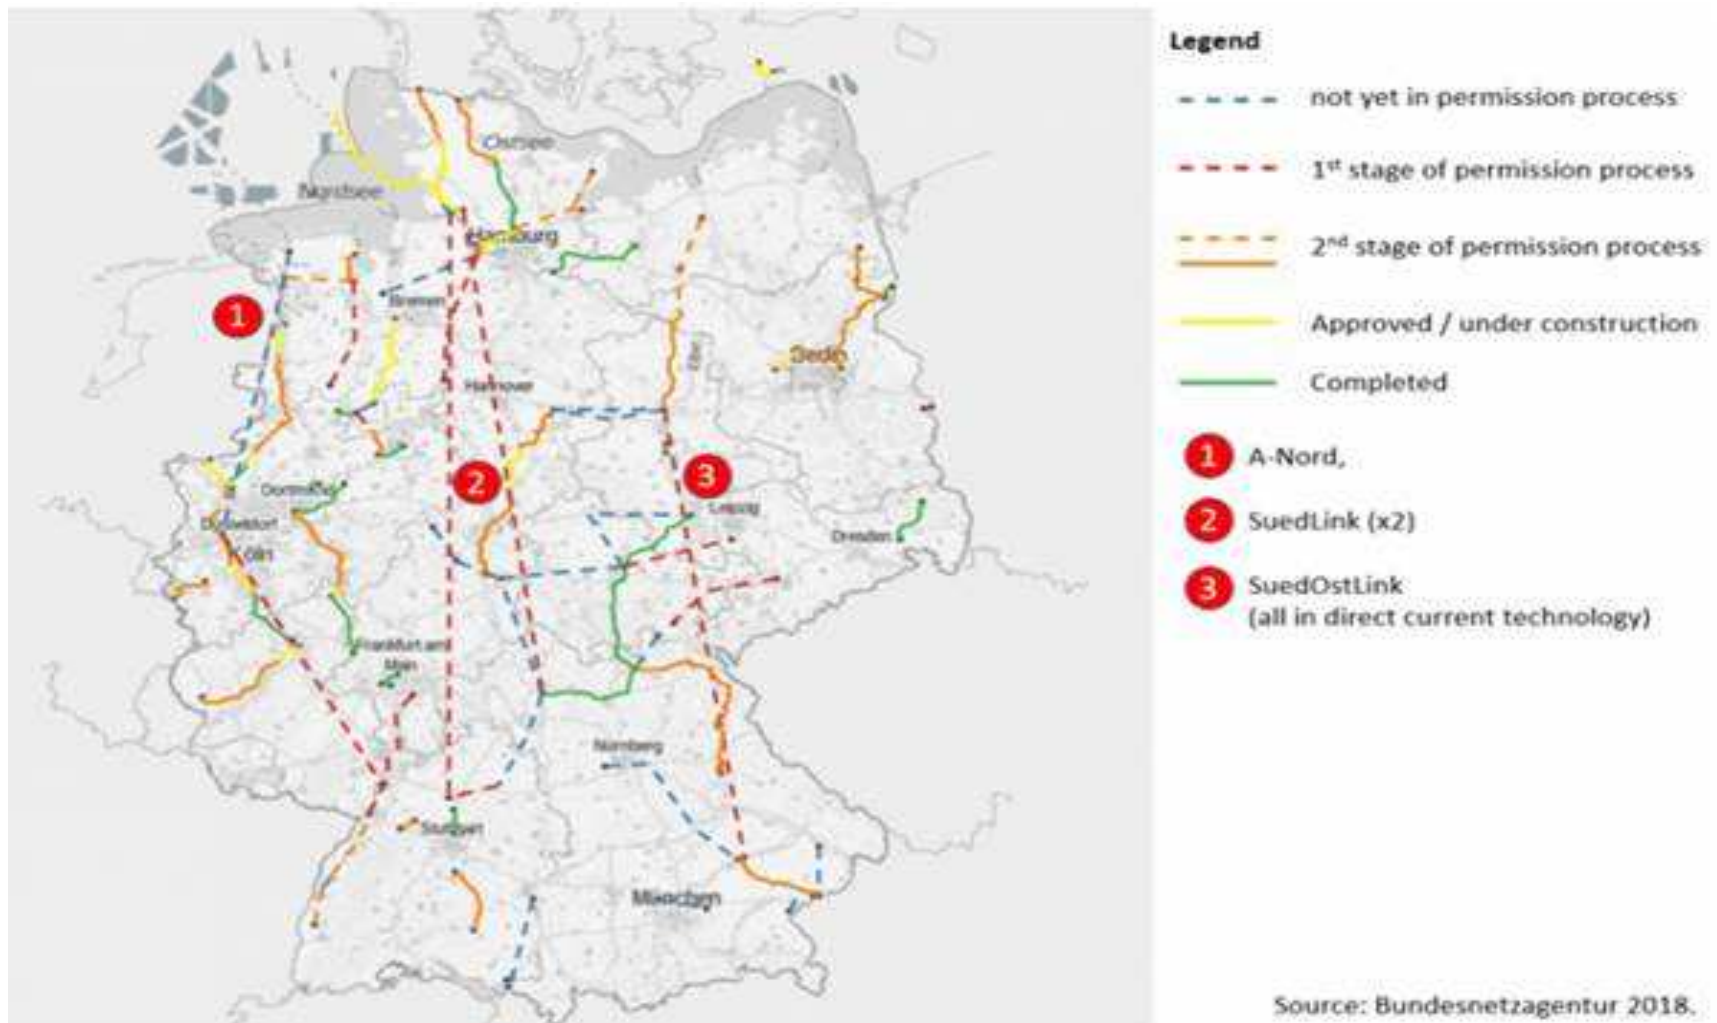 Ostsee
Nordsee
Hamburg
Bremen
Elbe
Hannover
Dortmund
Düsseldorf
Köln
Leipzig
Dresden
Frankfurt am
Main
Nürnberg
Stuttgart
München
Legend
not yet in permission process
1st stage of permission process
2nd stage of permission process
Approved / under construction
Completed
1 A-Nord,
2 SuedLink (x2)
3 SuedOstLink
(all in direct current technology)
1
2
3
Source: Bundesnetzagentur 2018.